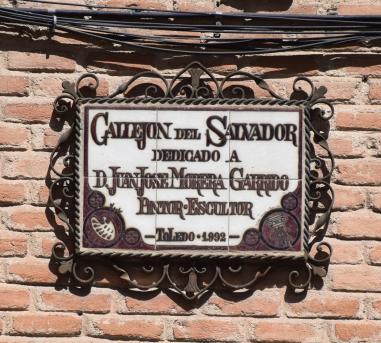 CALLEJON DEL SALVADOR
DEDICADO A
D. JUAN JOSE MORERA GARRIDO
PINTOR-ESCULTOR
TOLEDO-1992